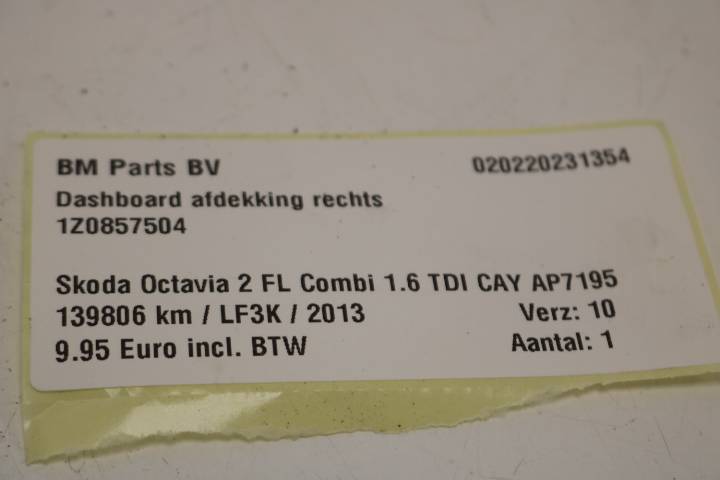 BM Parts BV 020220231354
Dashboard afdekking rechts
1Z0857504
Skoda Octavia 2 FL Combi 1.6 TDI CAY AP7195
139806 km / LF3K / 2013 Verz: 10
9.95 Euro incl. BTW Aantal: 1